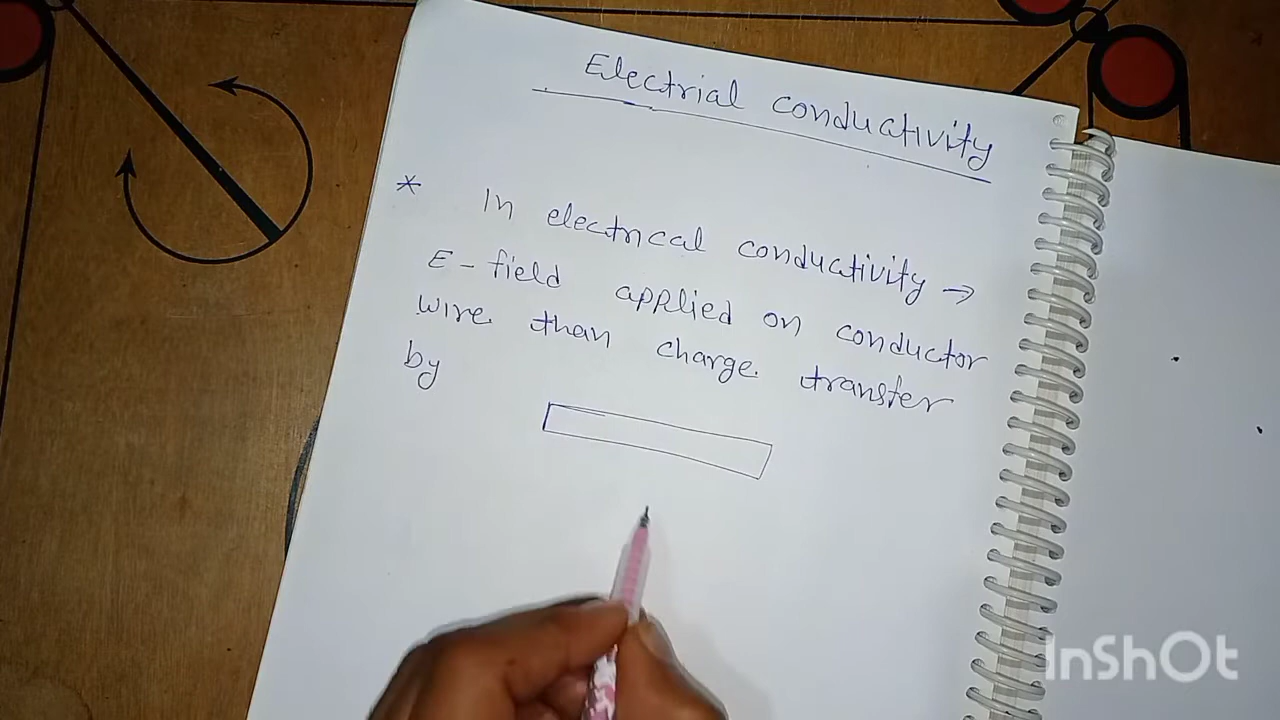 Electrial conductivity
* In electrical conductivity →
E-field applied on conductor
wire than charge transfer
by
InShOt